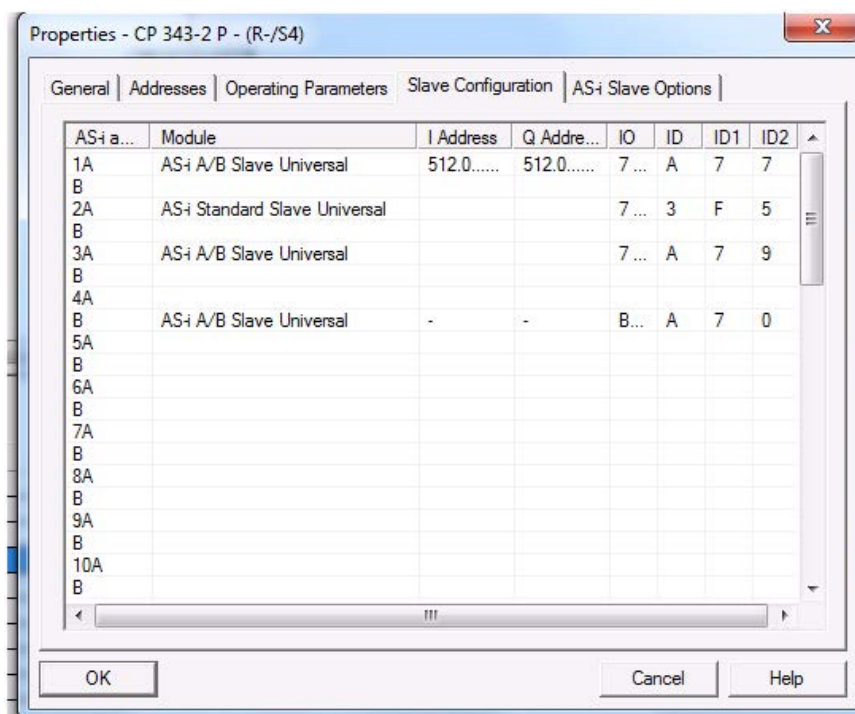 Properties - CP 343-2 P - (R-/S4)
General Addresses Operating Parameters Slave Configuration AS-i Slave Options
AS-i a... Module I Address Q Addre... IO ID ID1 ID2
1A AS-i A/B Slave Universal 512.0...... 512.0...... 7... A 7 7
B
2A AS-i Standard Slave Universal 7... 3 F 5
B
3A AS-i A/B Slave Universal 7... A 7 9
B
4A
B AS-i A/B Slave Universal - - B... A 7 0
5A
B
6A
B
7A
B
8A
B
9A
B
10A
B
OK Cancel Help